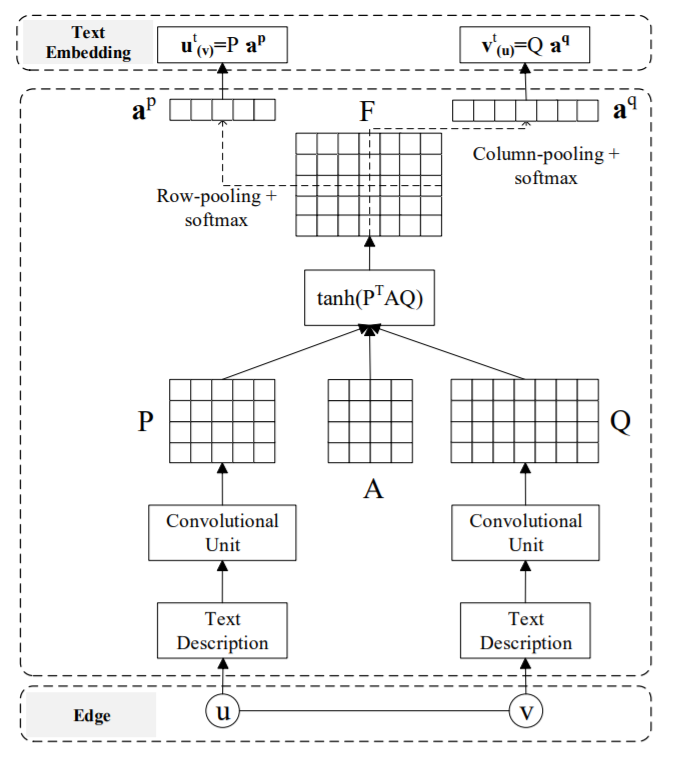 Text
Embedding
u^t_(v)=P a^p
v^t_(u)=Q a^q
a^p
F
a^q
Column-pooling +
softmax
Row-pooling +
softmax
tanh(P^TAQ)
P
A
Q
Convolutional
Unit
Convolutional
Unit
Text
Description
Text
Description
Edge
u
v